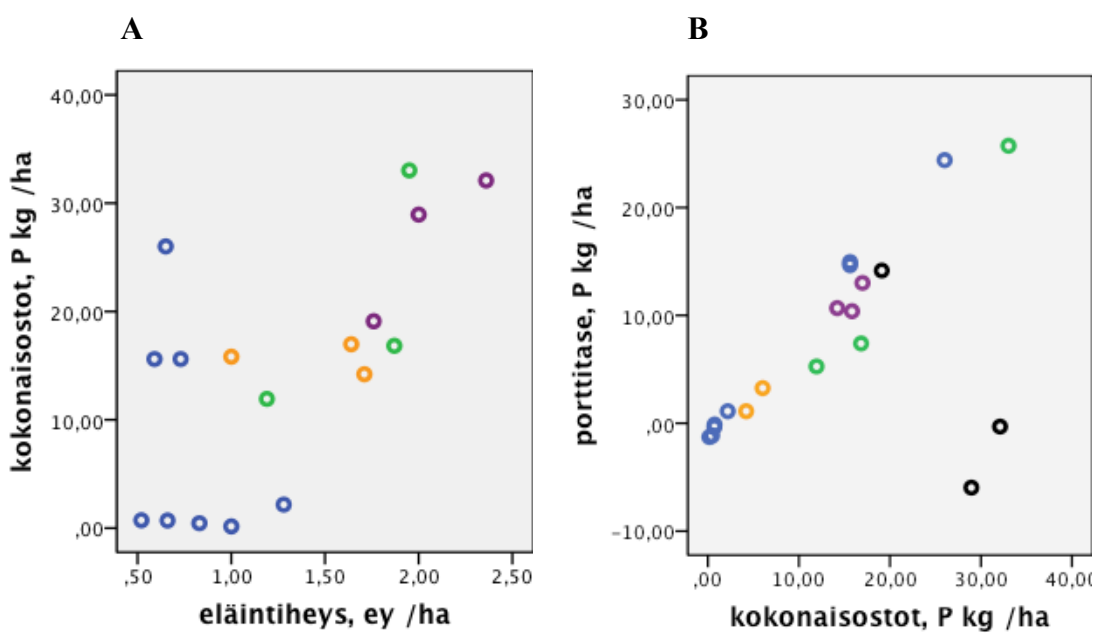 A
40,00
30,00
20,00
10,00
,00
kokonaisostot, P kg /ha
,50 1,00 1,50 2,00 2,50
eläintiheys, ey /ha
B
30,00
20,00
10,00
,00
-10,00
porttitase, P kg /ha
,00 10,00 20,00 30,00 40,00
kokonaisostot, P kg /ha